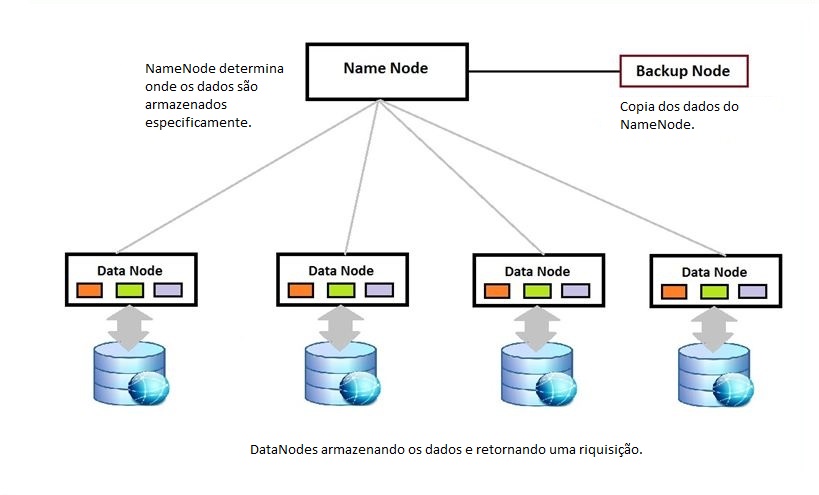 NameNode determina
onde os dados são
armazenados
especificamente.
Name Node
Backup Node
Copia dos dados do
NameNode.
Data Node
Data Node
Data Node
Data Node
DataNodes armazenando os dados e retornando uma riquisição.